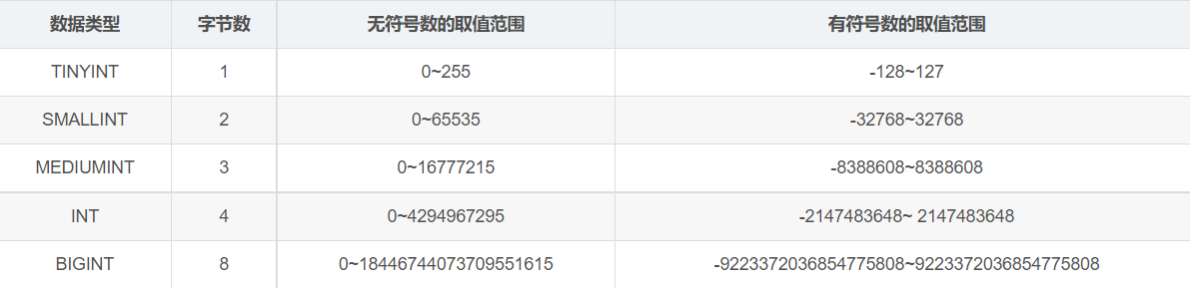 数据类型 字节数 无符号数的取值范围 有符号数的取值范围
TINYINT 1 0~255 -128~127
SMALLINT 2 0~65535 -32768~32768
MEDIUMINT 3 0~16777215 -8388608~8388608
INT 4 0~4294967295 -2147483648~ 2147483648
BIGINT 8 0~18446744073709551615 -9223372036854775808~9223372036854775808